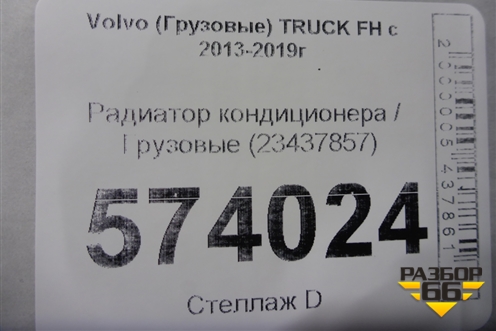 Volvo (Грузовые) TRUCK FH с
2013-2019г
Радиатор кондиционера /
Грузовые (23437857)
574024
Стеллаж D
РАЗБОР
66